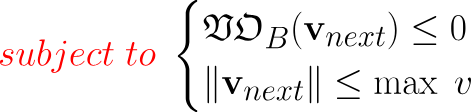 subject to
𝔙𝔒_B(𝐯_next) ≤ 0
‖𝐯_next‖ ≤ max v